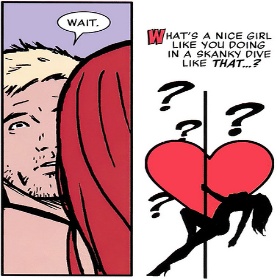 WAIT.
WHAT'S A NICE GIRL
LIKE YOU DOING
IN A SKANKY DIVE
LIKE THAT...?
?
?
?
?